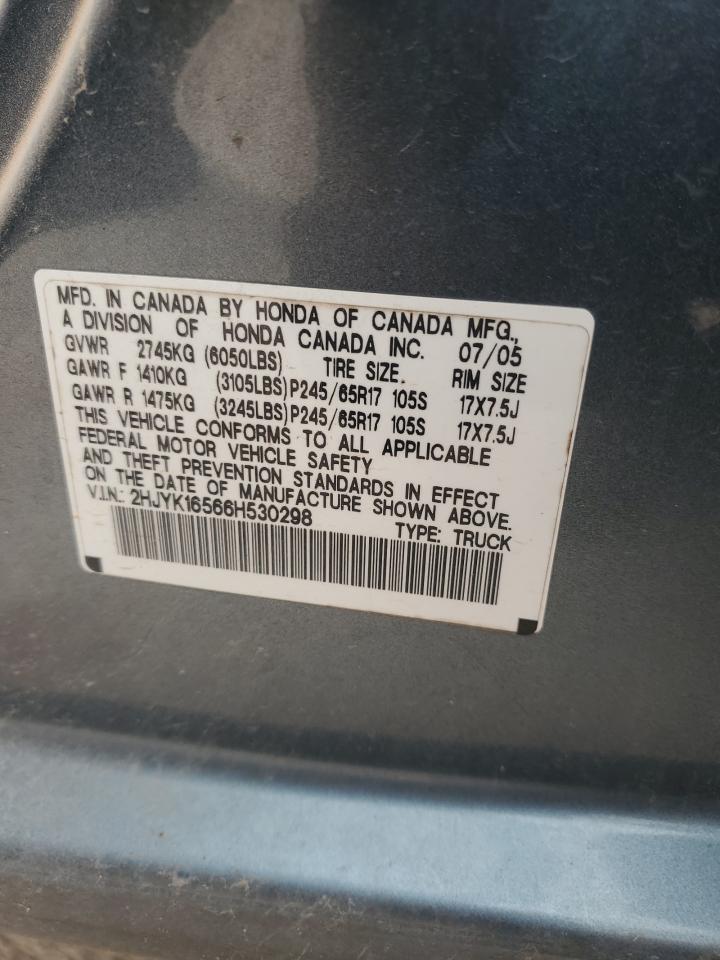 MFD. IN CANADA BY HONDA OF CANADA MFG.,
A DIVISION OF HONDA CANADA INC. 07/05
GVWR 2745KG (6050LBS) TIRE SIZE RIM SIZE
GAWR F 1410KG (3105LBS) P245/65R17 105S 17X7.5J
GAWR R 1475KG (3245LBS) P245/65R17 105S 17X7.5J
THIS VEHICLE CONFORMS TO ALL APPLICABLE
FEDERAL MOTOR VEHICLE SAFETY
AND THEFT PREVENTION STANDARDS IN EFFECT
ON THE DATE OF MANUFACTURE SHOWN ABOVE.
V.I.N.: 2HJYK16566H530298 TYPE: TRUCK